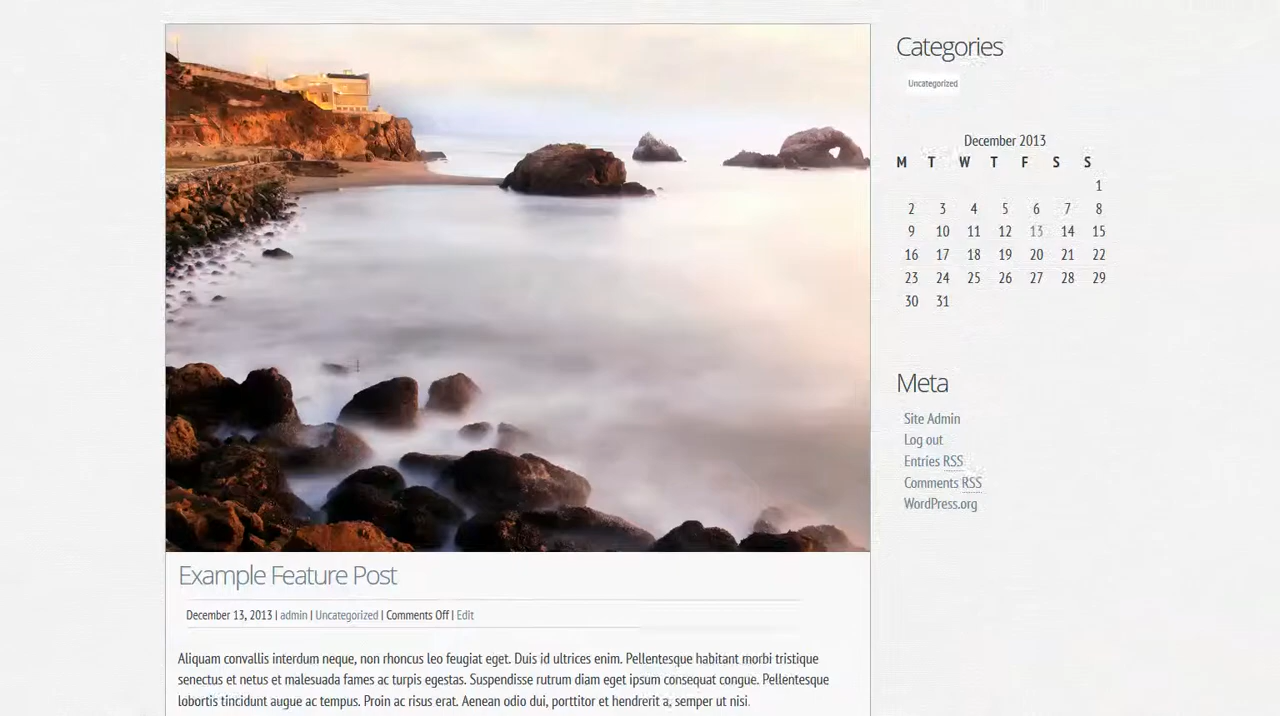 Categories
Uncategorized
December 2013
M T W T F S S
1
2 3 4 5 6 7 8
9 10 11 12 13 14 15
16 17 18 19 20 21 22
23 24 25 26 27 28 29
30 31
Meta
Site Admin
Log out
Entries RSS
Comments RSS
WordPress.org
Example Feature Post
December 13, 2013 | admin | Uncategorized | Comments Off | Edit
Aliquam convallis interdum neque, non rhoncus leo feugiat eget. Duis id ultrices enim. Pellentesque habitant morbi tristique
senectus et netus et malesuada fames ac turpis egestas. Suspendisse rutrum diam eget ipsum consequat congue. Pellentesque
lobortis tincidunt augue ac tempus. Proin ac risus erat. Aenean odio dui, porttitor et hendrerit a, semper ut nisi.